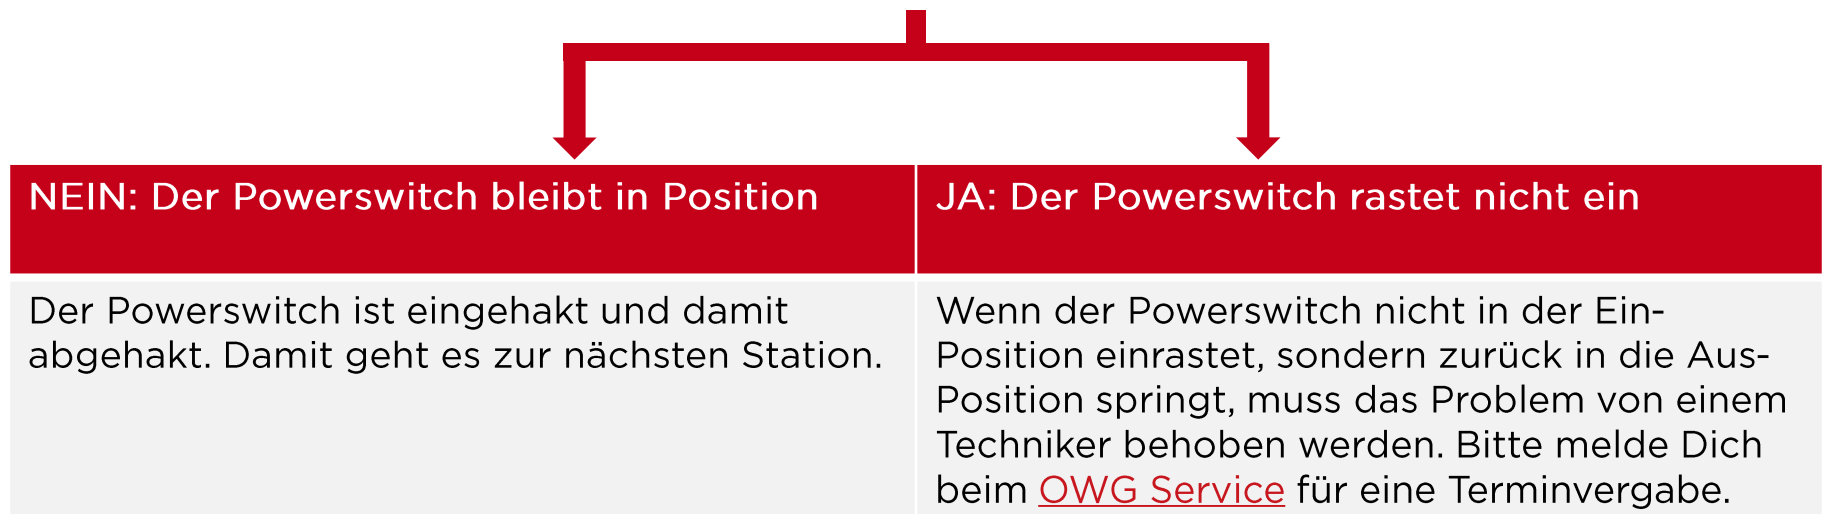 NEIN: Der Powerswitch bleibt in Position
Der Powerswitch ist eingehakt und damit
abgehakt. Damit geht es zur nächsten Station.
JA: Der Powerswitch rastet nicht ein
Wenn der Powerswitch nicht in der Ein-
Position einrastet, sondern zurück in die Aus-
Position springt, muss das Problem von einem
Techniker behoben werden. Bitte melde Dich
beim OWG Service für eine Terminvergabe.